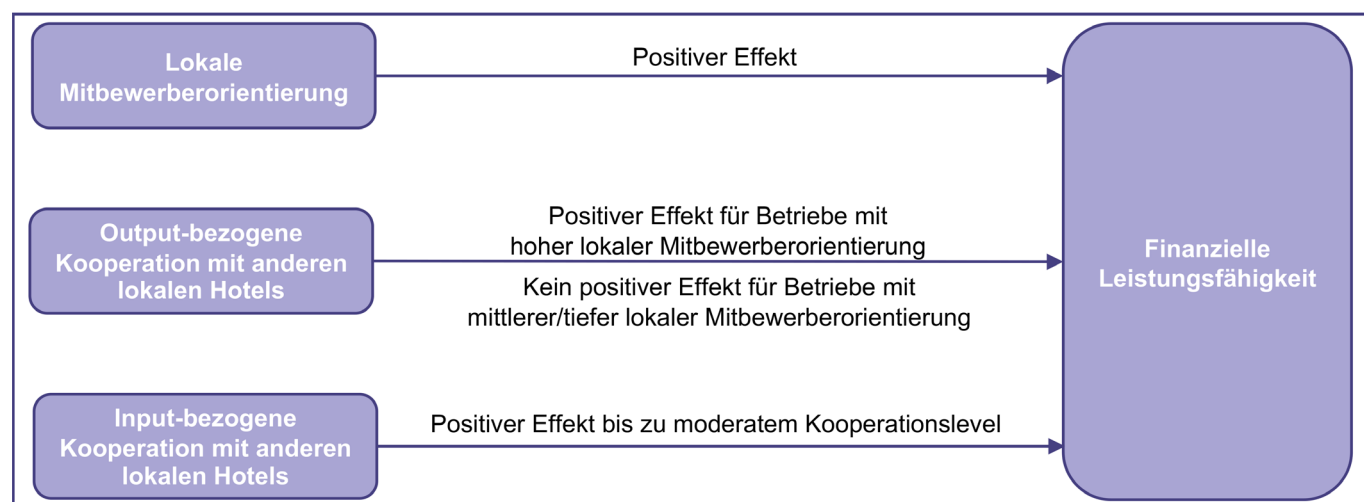 Lokale
Mitbewerberorientierung
Positiver Effekt
Output-bezogene
Kooperation mit anderen
lokalen Hotels
Positiver Effekt für Betriebe mit
hoher lokaler Mitbewerberorientierung
Kein positiver Effekt für Betriebe mit
mittlerer/tiefer lokaler Mitbewerberorientierung
Finanzielle
Leistungsfähigkeit
Input-bezogene
Kooperation mit anderen
lokalen Hotels
Positiver Effekt bis zu moderatem Kooperationslevel